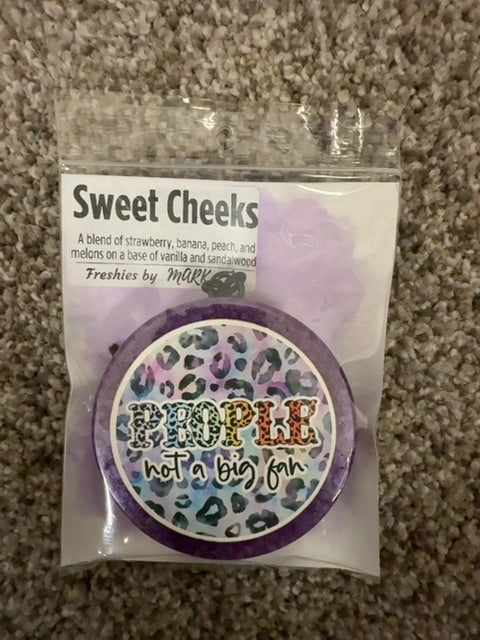 Sweet Cheeks
A blend of strawberry, banana, peach, and
melons on a base of vanilla and sandalwood
Freshies by MARK
PEOPLE
not a big fan